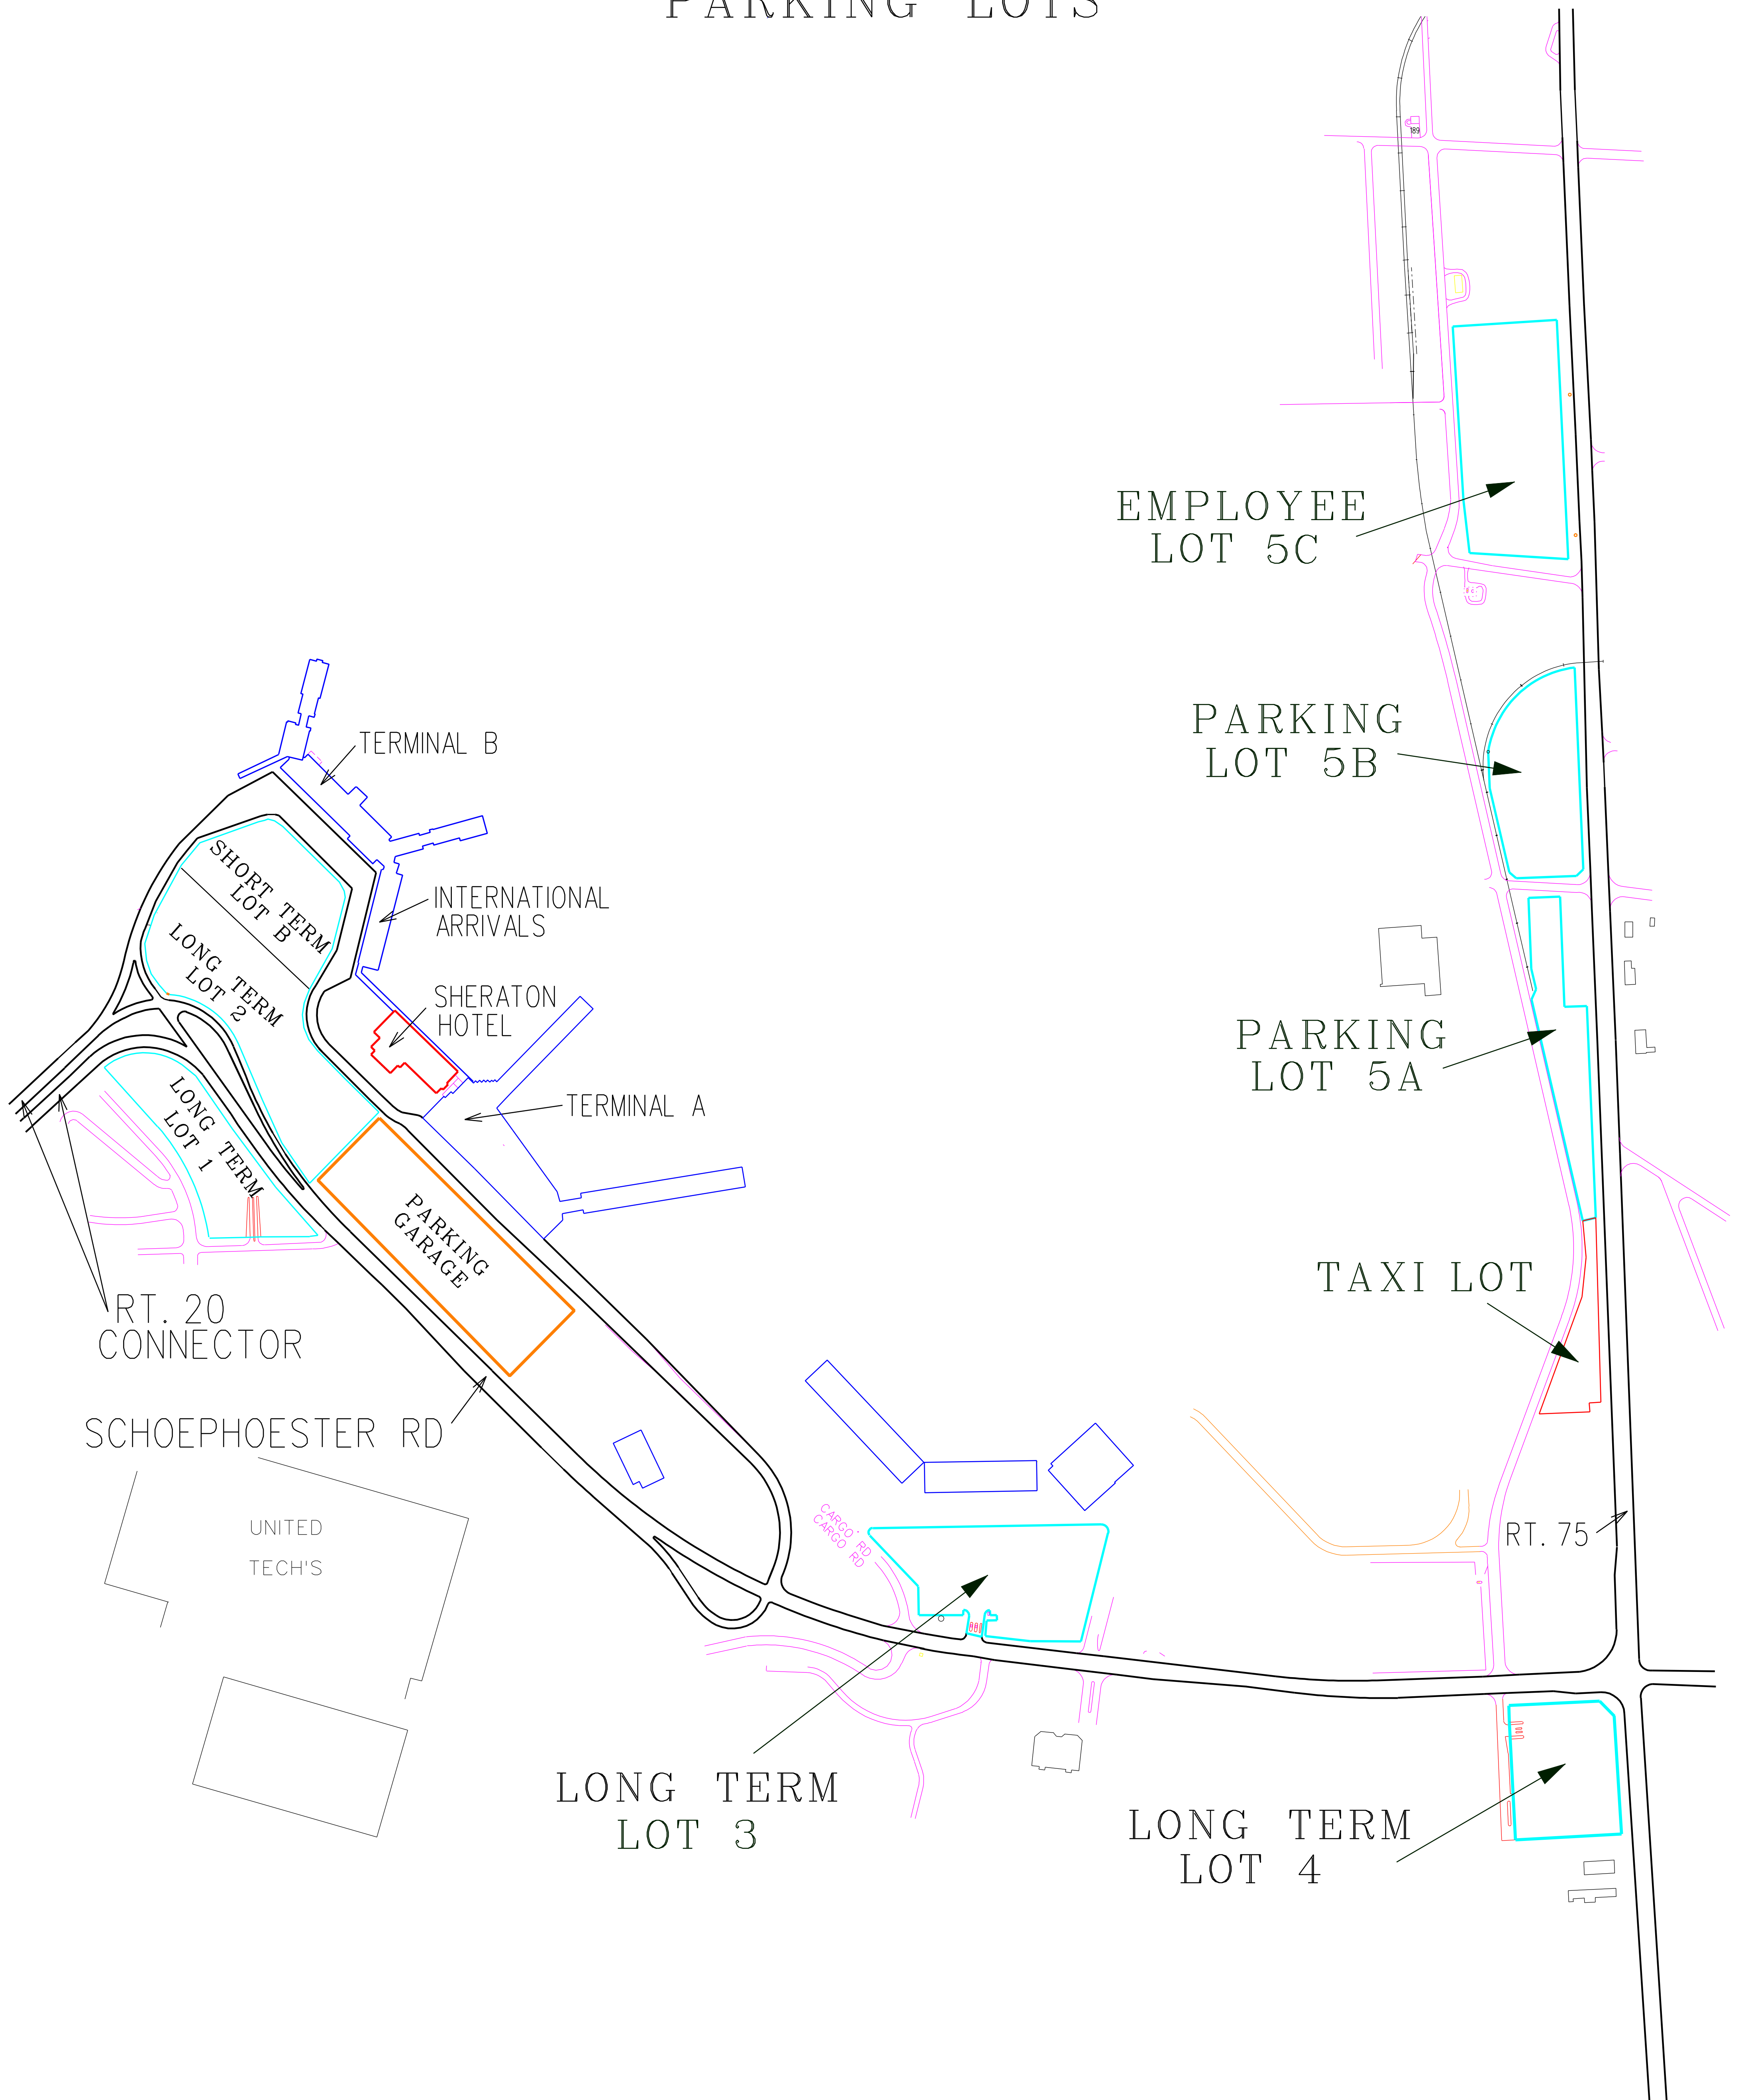 PARKING LOTS
189
EMPLOYEE
LOT 5C
PARKING
LOT 5B
TERMINAL B
SHORT TERM
LOT B
INTERNATIONAL
ARRIVALS
LONG TERM
LOT 2
SHERATON
HOTEL
PARKING
LOT 5A
LONG TERM
LOT 1
TERMINAL A
PARKING
GARAGE
TAXI LOT
RT. 20
CONNECTOR
SCHOEPHOESTER RD
UNITED
TECH'S
CARGO RD
CARGO RD
RT. 75
LONG TERM
LOT 3
LONG TERM
LOT 4